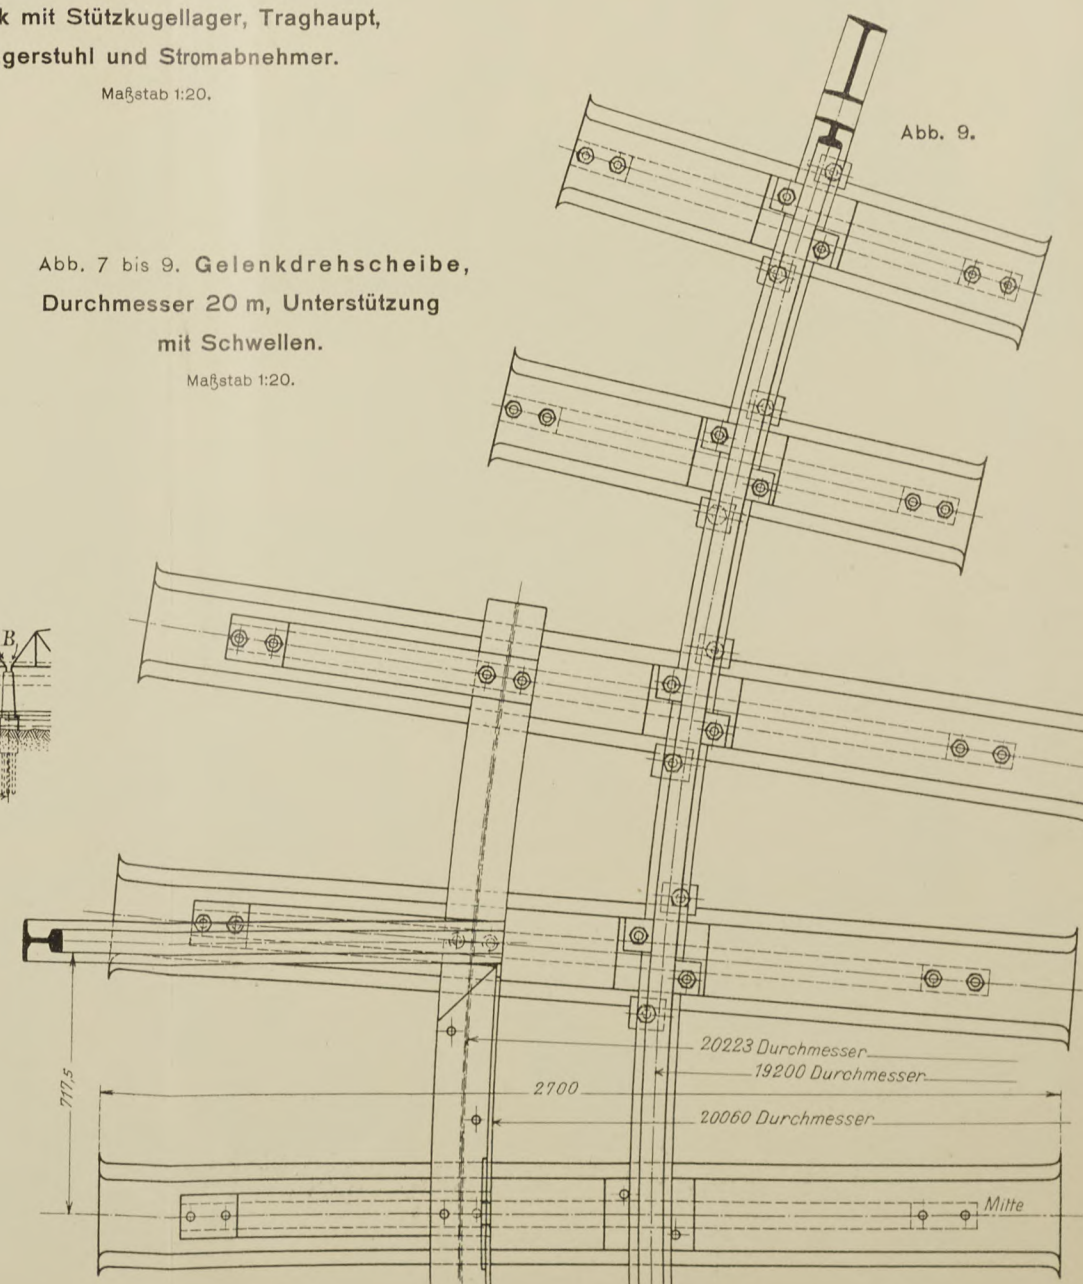 k mit Stützkugellager, Traghaupt,
gerstuhl und Stromabnehmer.
Maßstab 1:20.
Abb. 9.
Abb. 7 bis 9. Gelenkdrehscheibe,
Durchmesser 20 m, Unterstützung
mit Schwellen.
Maßstab 1:20.
B
20223 Durchmesser
19200 Durchmesser
2700
20060 Durchmesser
717,5
Mitte